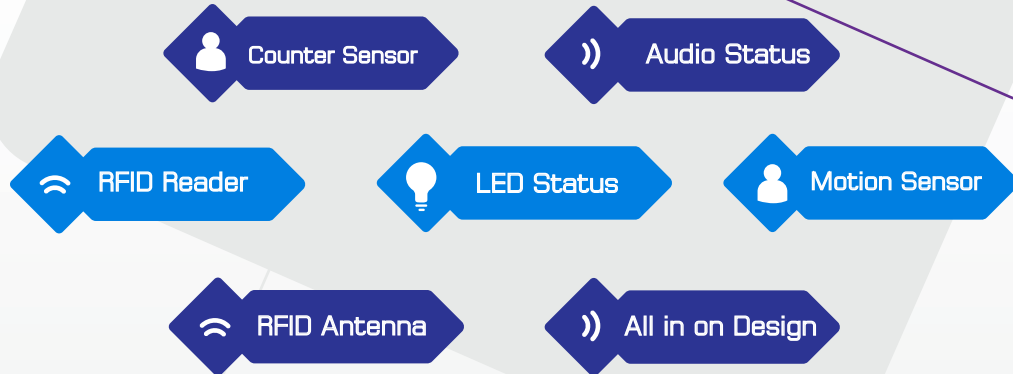 Counter Sensor
Audio Status
RFID Reader
LED Status
Motion Sensor
RFID Antenna
All in on Design